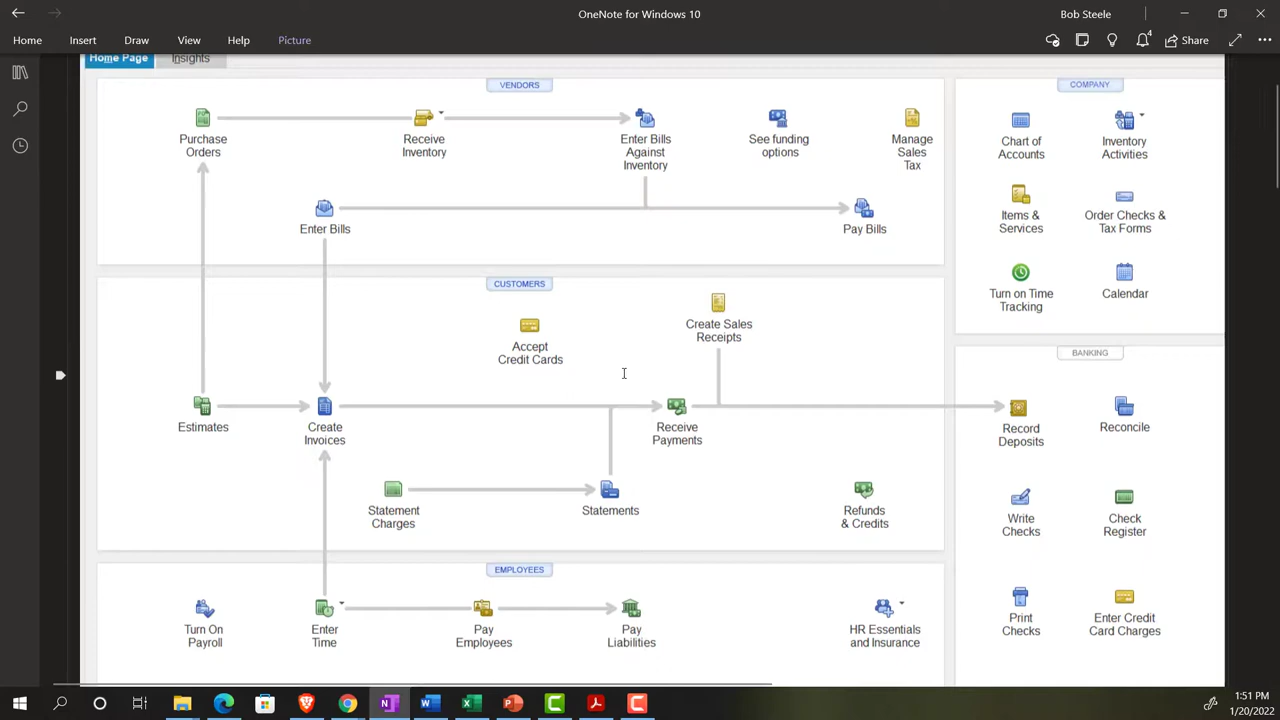 OneNote for Windows 10
Bob Steele
Home
Insert
Draw
View
Help
Picture
4
Share
Home Page
Insights
VENDORS
Purchase
Orders
Receive
Inventory
Enter Bills
Against
Inventory
See funding
options
Manage
Sales
Tax
Enter Bills
Pay Bills
COMPANY
Chart of
Accounts
Inventory
Activities
Items &
Services
Order Checks &
Tax Forms
Turn on Time
Tracking
Calendar
CUSTOMERS
Accept
Credit Cards
Create Sales
Receipts
Estimates
Create
Invoices
Receive
Payments
Statement
Charges
Statements
Refunds
& Credits
BANKING
Record
Deposits
Reconcile
Write
Checks
Check
Register
Print
Checks
Enter Credit
Card Charges
EMPLOYEES
Turn On
Payroll
Enter
Time
Pay
Employees
Pay
Liabilities
HR Essentials
and Insurance
1:51 PM
1/20/2022